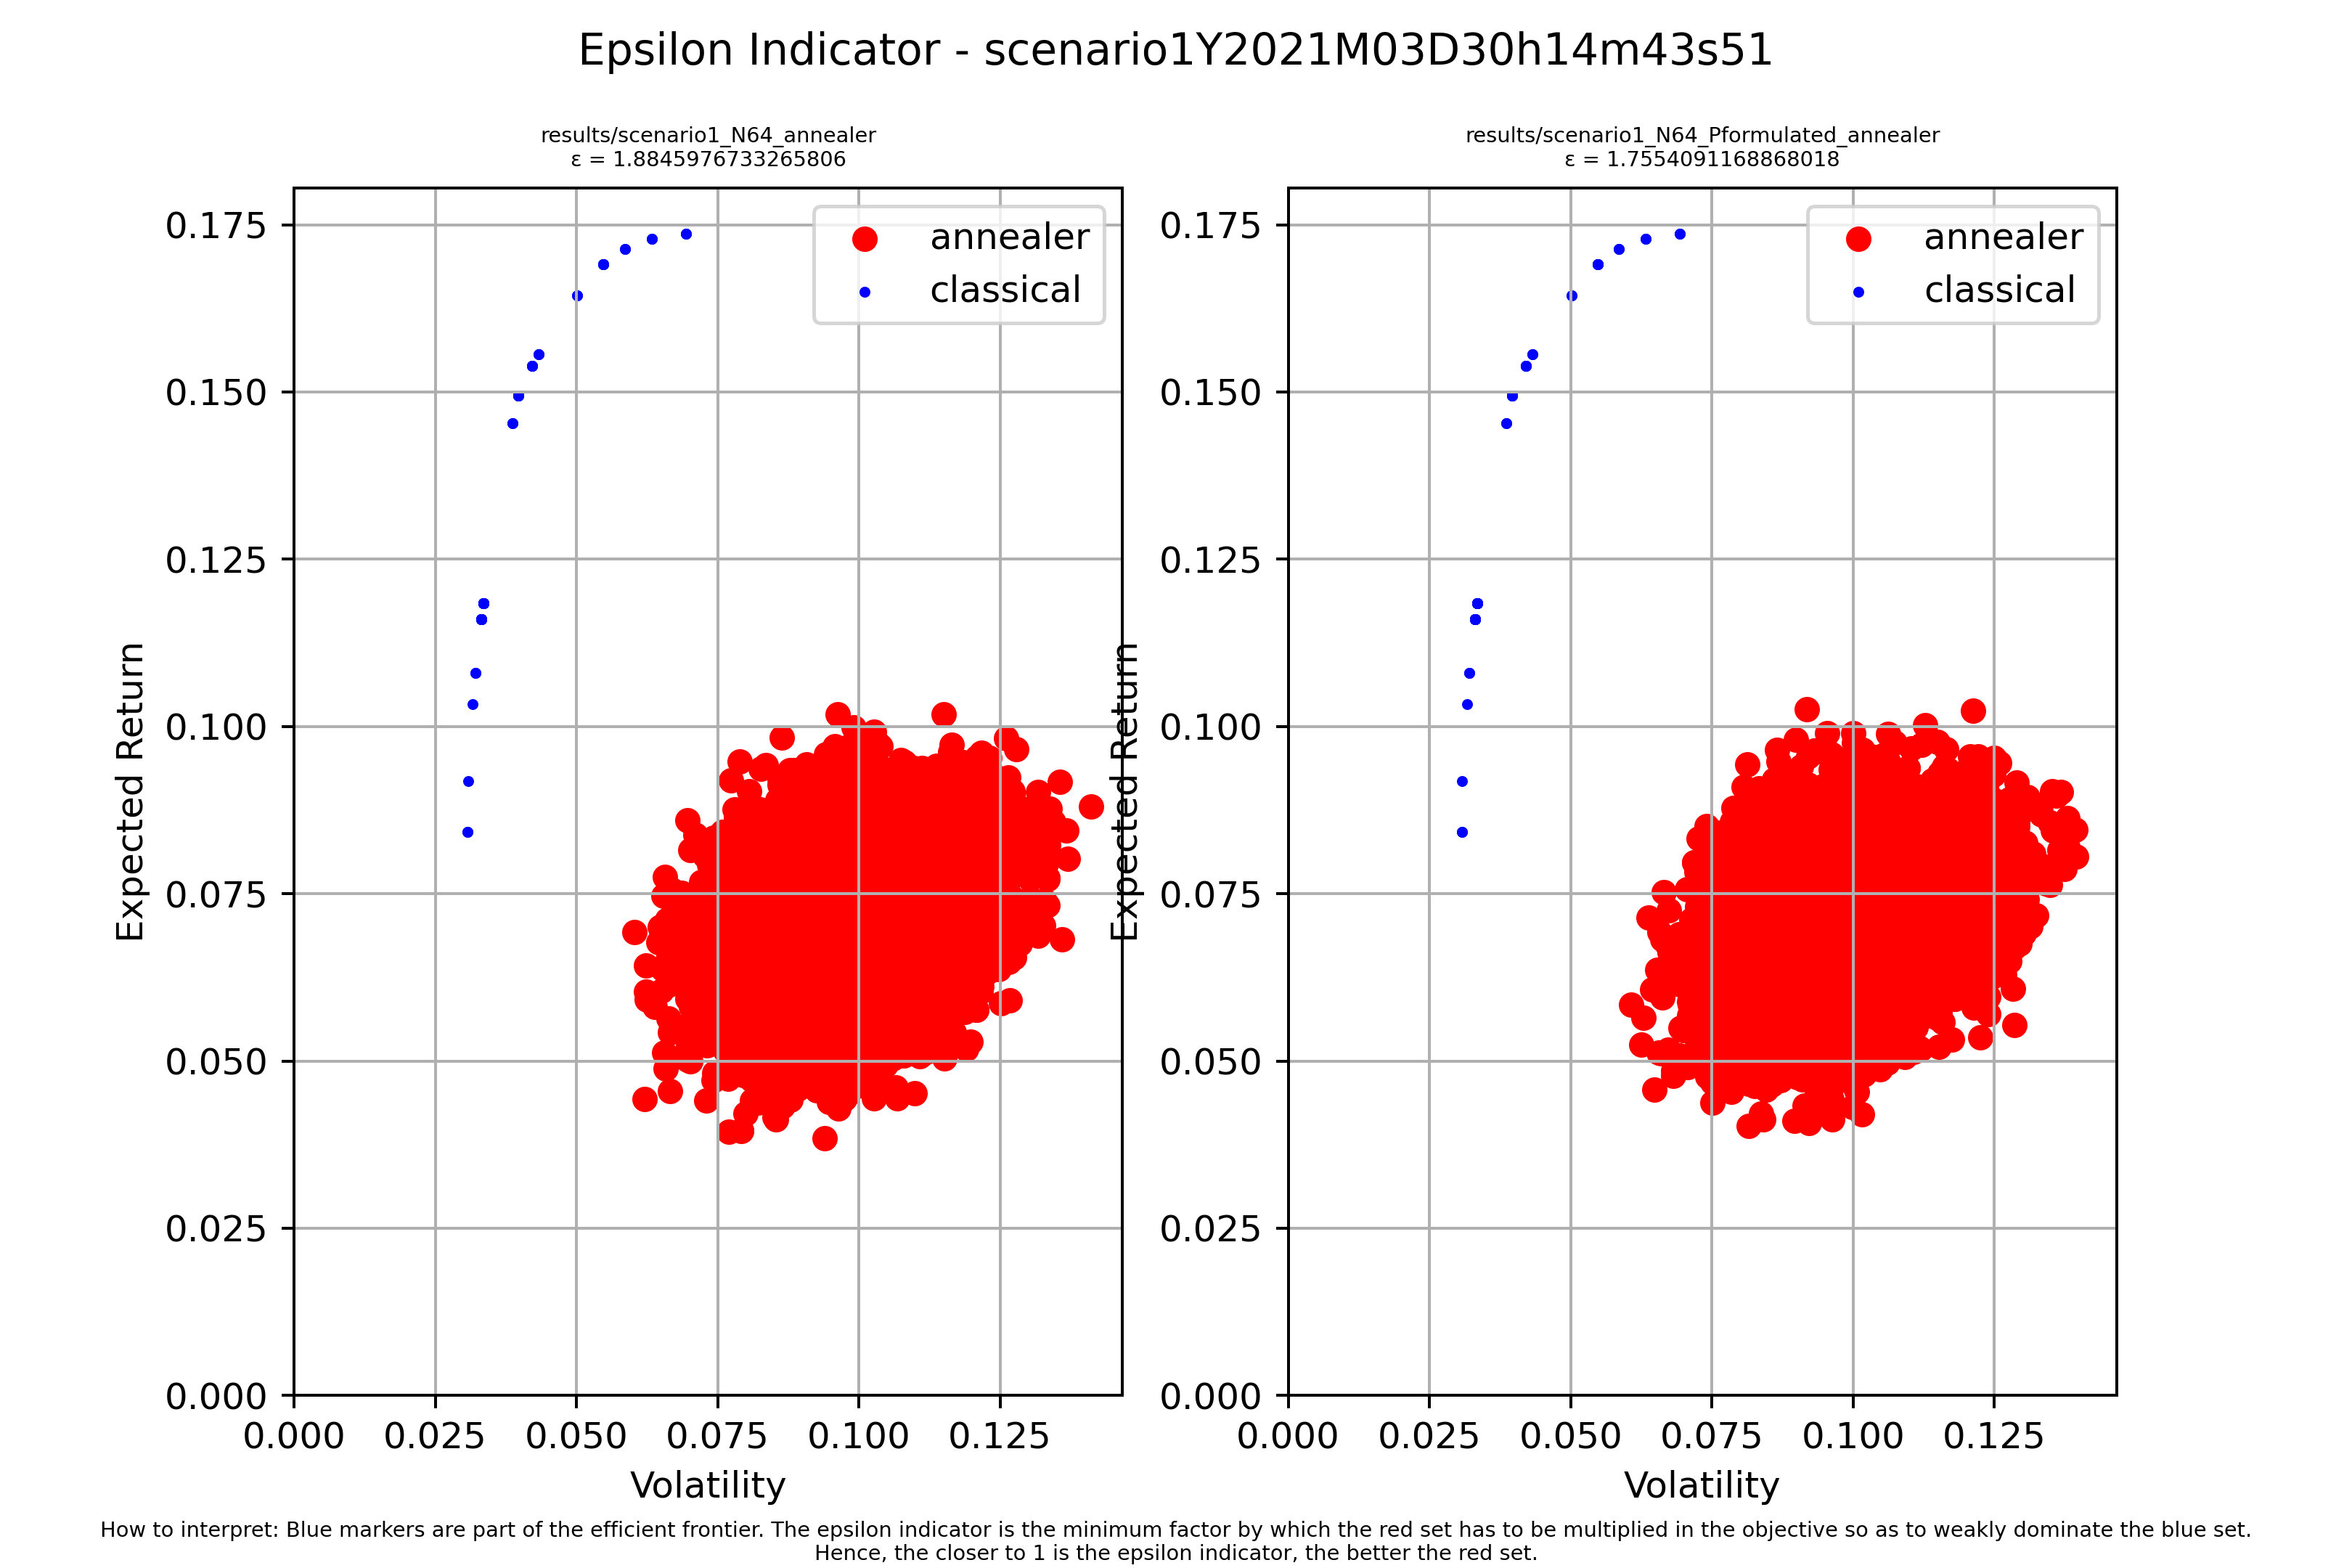 Epsilon Indicator - scenario1Y2021M03D30h14m43s51
results/scenario1_N64_annealer
ε = 1.8845976733265806
annealer
classical
0.175
0.150
0.125
0.100
0.075
0.050
0.025
0.000
Expected Return
0.000 0.025 0.050 0.075 0.100 0.125
Volatility
results/scenario1_N64_Pformulated_annealer
ε = 1.7554091168868018
annealer
classical
0.175
0.150
0.125
0.100
0.075
0.050
0.025
0.000
Expected Return
0.000 0.025 0.050 0.075 0.100 0.125
Volatility
How to interpret: Blue markers are part of the efficient frontier. The epsilon indicator is the minimum factor by which the red set has to be multiplied in the objective so as to weakly dominate the blue set.
Hence, the closer to 1 is the epsilon indicator, the better the red set.